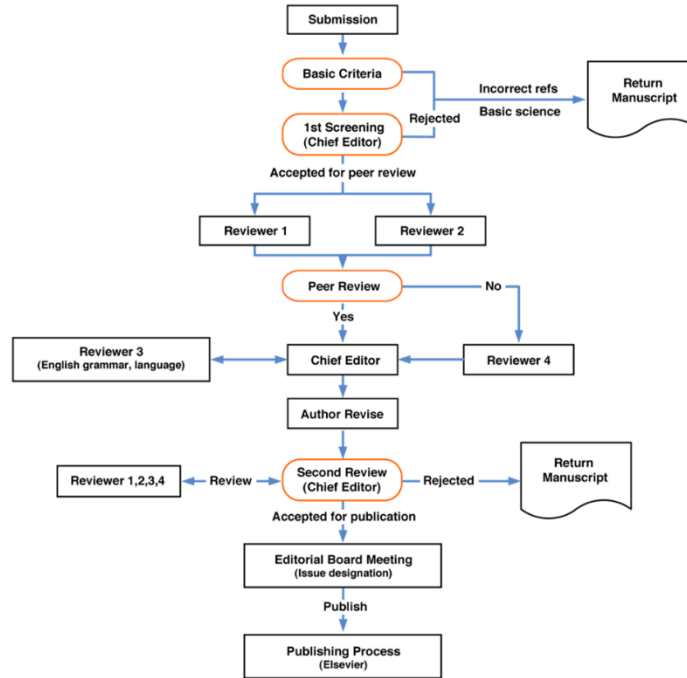 Submission
Basic Criteria
Incorrect refs
Return
Manuscript
Rejected
Basic science
1st Screening
(Chief Editor)
Accepted for peer review
Reviewer 1
Reviewer 2
Peer Review
No
Yes
Reviewer 3
(English grammar, language)
Chief Editor
Reviewer 4
Author Revise
Reviewer 1,2,3,4
Review
Second Review
(Chief Editor)
Rejected
Return
Manuscript
Accepted for publication
Editorial Board Meeting
(Issue designation)
Publish
Publishing Process
(Elsevier)